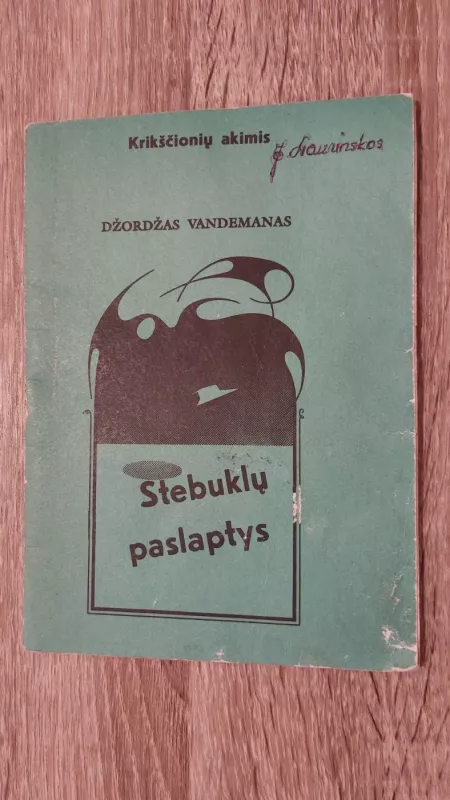 Krikščionių akimis
DŽORDŽAS VANDEMANAS
Stebuklų
paslaptys